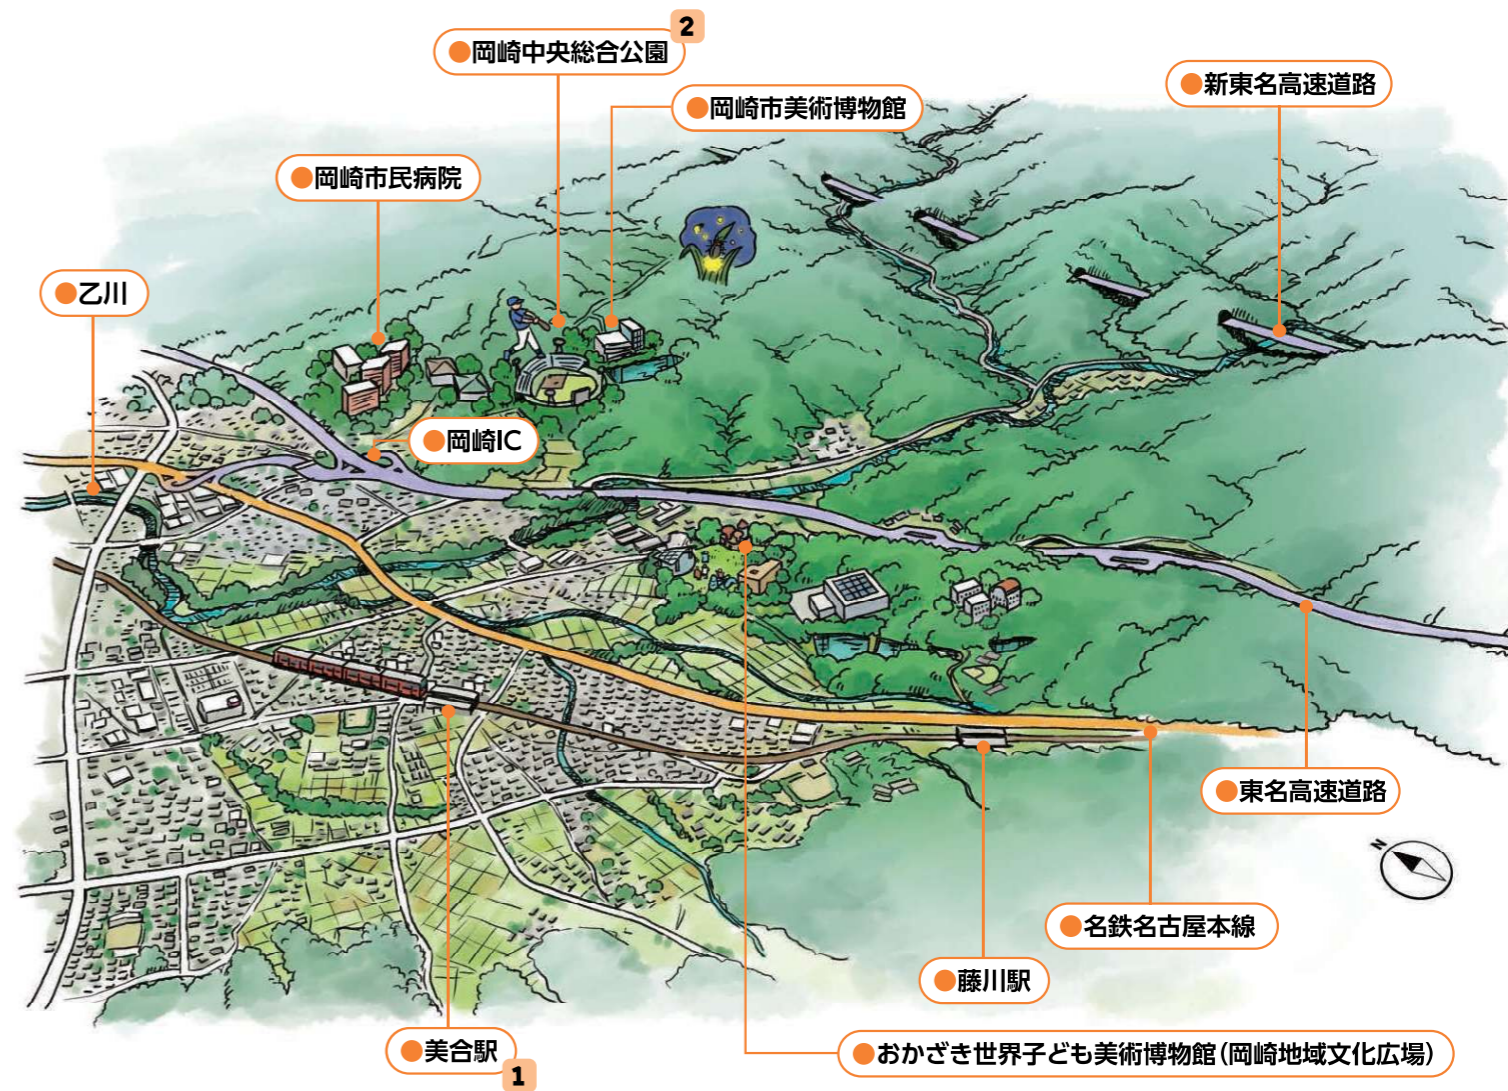 2
●岡崎中央総合公園
●新東名高速道路
●岡崎市美術博物館
●岡崎市民病院
●乙川
●岡崎IC
●東名高速道路
N
●名鉄名古屋本線
●藤川駅
●美合駅
1
●おかざき世界子ども美術博物館(岡崎地域文化広場)